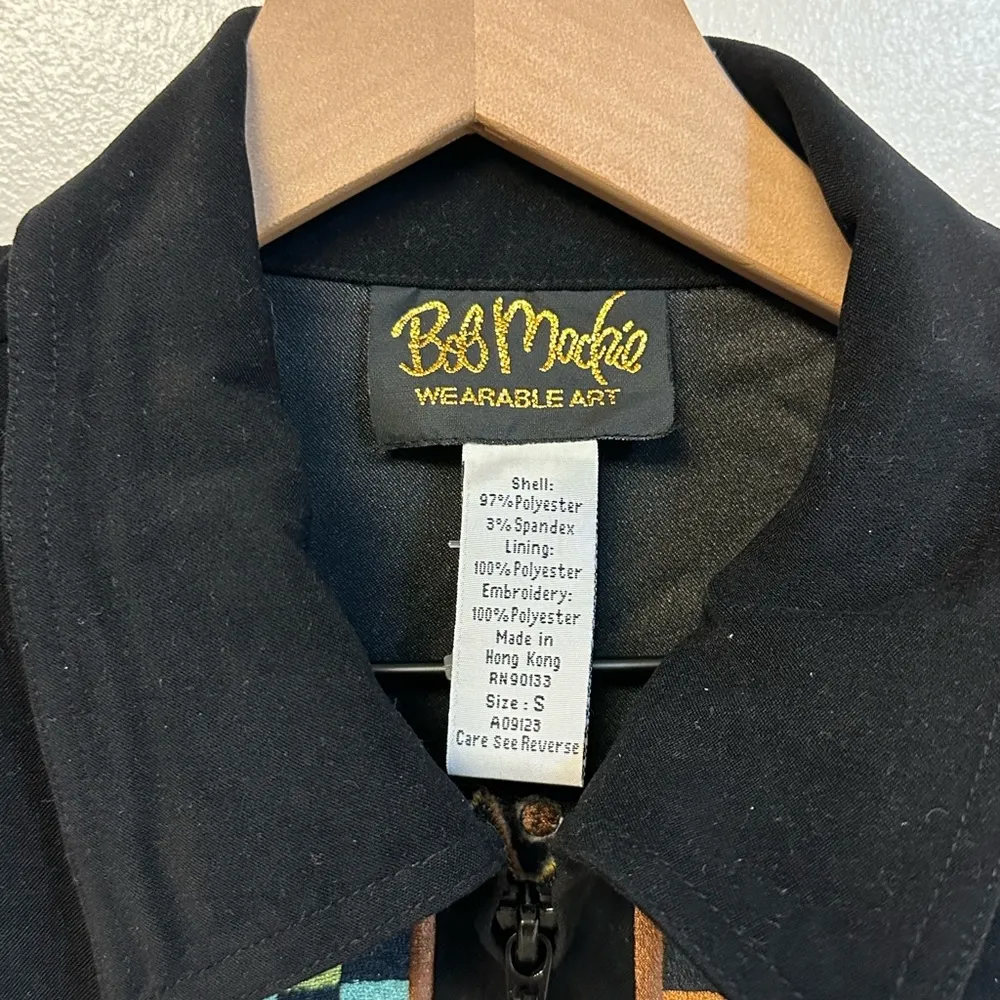 Bob Mackie
WEARABLE ART
Shell:
97%Polyester
3%Spandex
Lining:
100%Polyester
Embroidery:
100%Polyester
Made in
Hong Kong
RN90133
Size : S
A09123
Care See Reverse